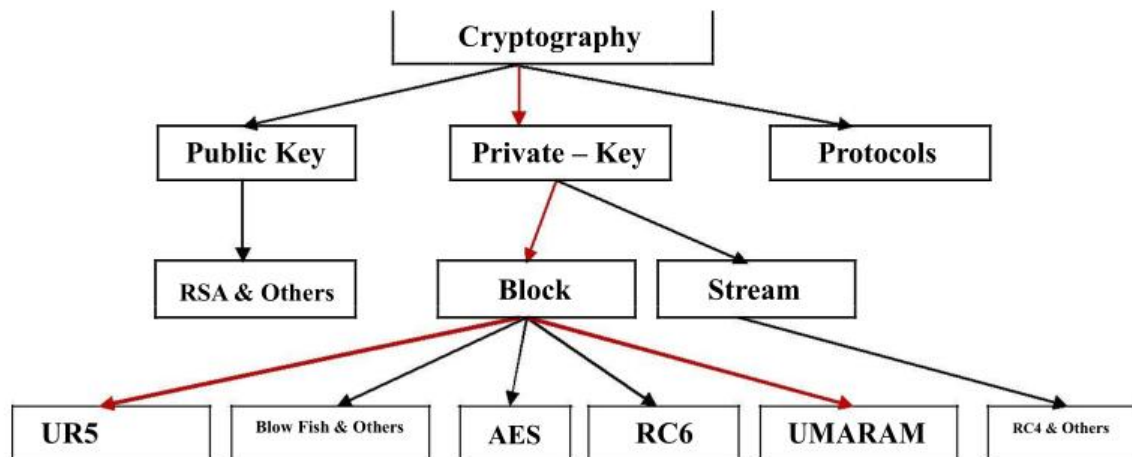 Cryptography
Public Key
Private – Key
Protocols
RSA & Others
Block
Stream
UR5
Blow Fish & Others
AES
RC6
UMARAM
RC4 & Others